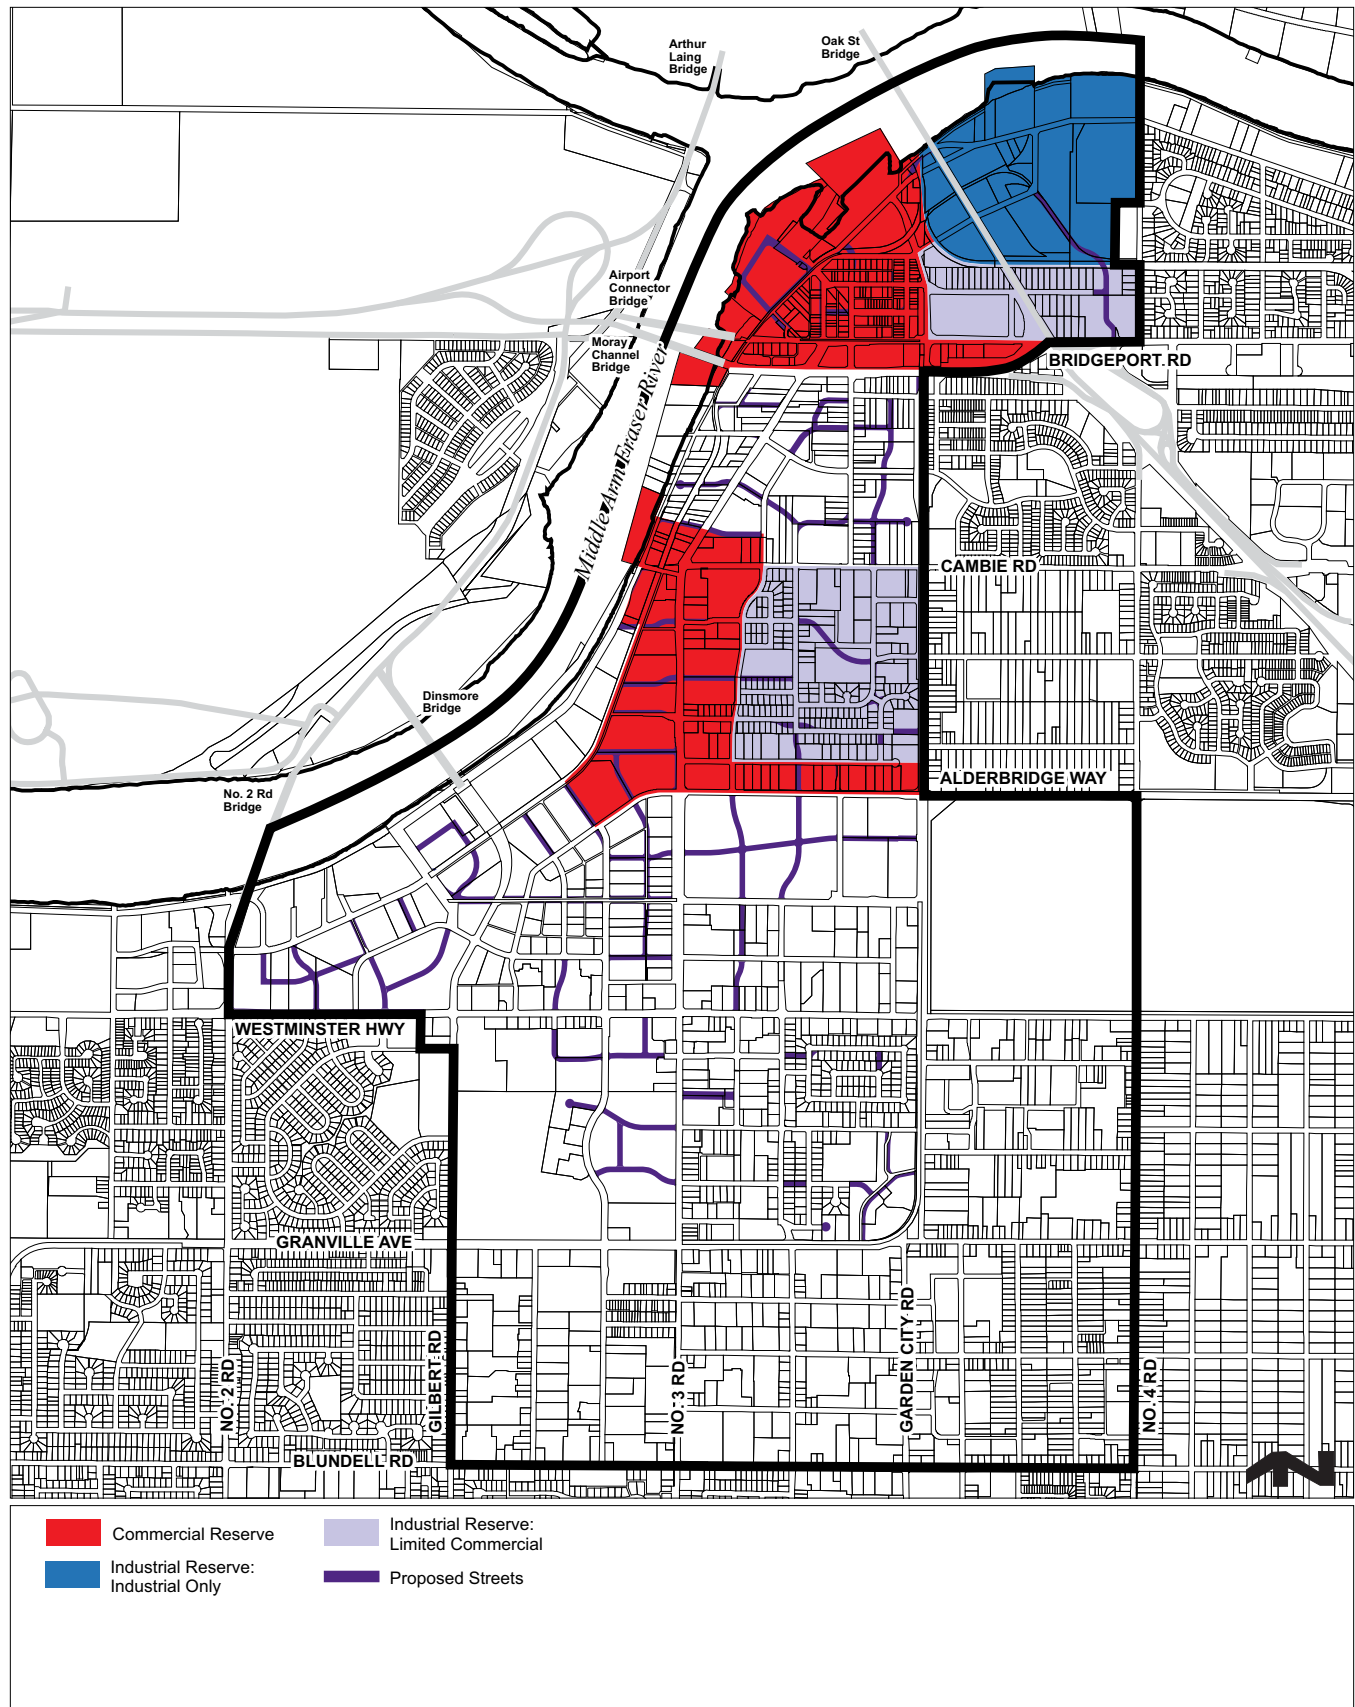 Arthur
Laing
Bridge
Oak St
Bridge
Airport
Connector
Bridge
Moray
Channel
Bridge
BRIDGEPORT RD
Middle Arm Fraser River
CAMBIE RD
Dinsmore
Bridge
ALDERBRIDGE WAY
No. 2 Rd
Bridge
WESTMINSTER HWY
GRANVILLE AVE
NO. 2 RD
GILBERT RD
NO. 3 RD
GARDEN CITY RD
NO. 4 RD
BLUNDELL RD
N
Commercial Reserve
Industrial Reserve:
Industrial Only
Industrial Reserve:
Limited Commercial
Proposed Streets